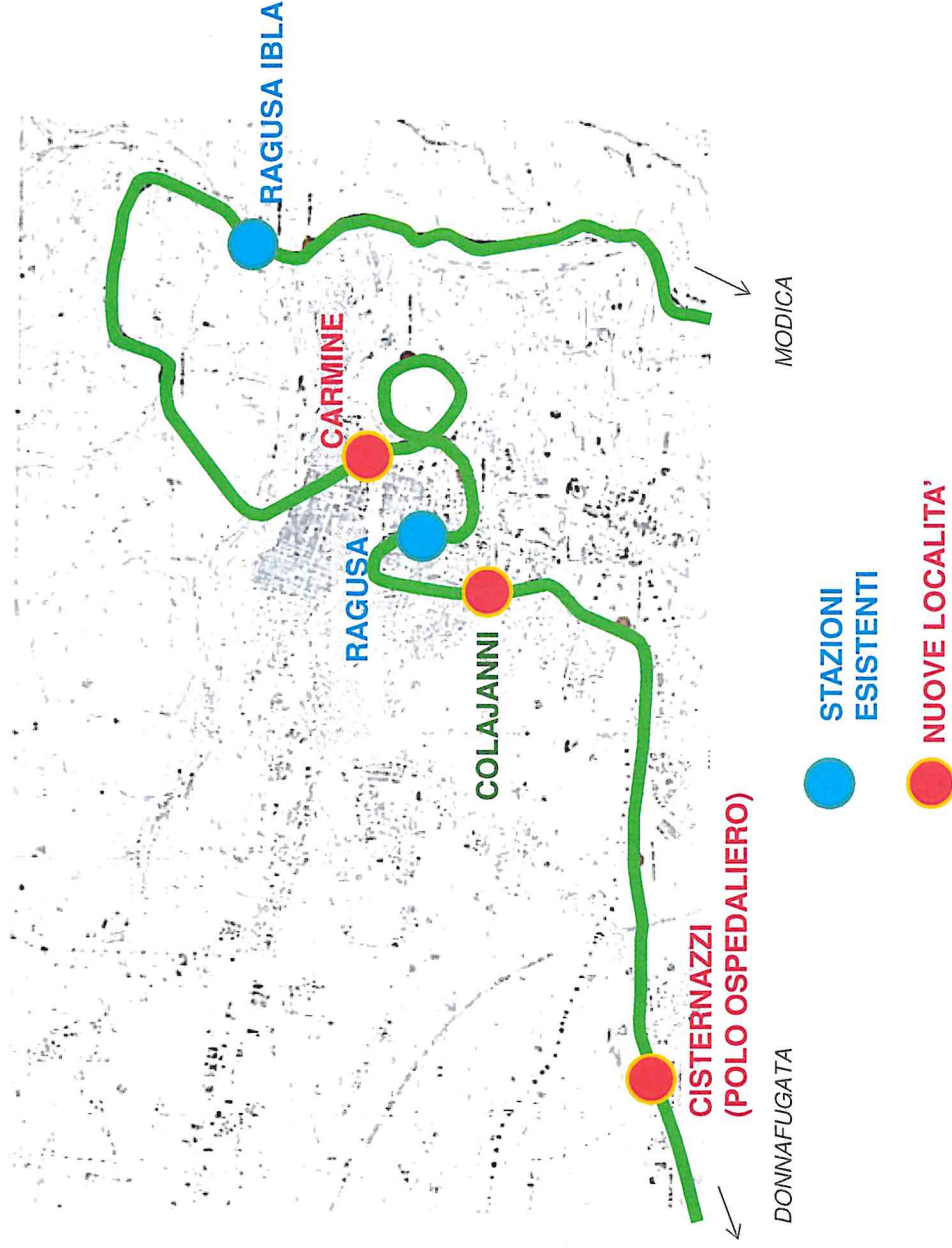 RAGUSA IBLA
CARMINE
RAGUSA
COLAJANNI
CISTERNAZZI
(POLO OSPEDALIERO)
DONNAFUGATA
MODICA
STAZIONI
ESISTENTI
NUOVE LOCALITA'